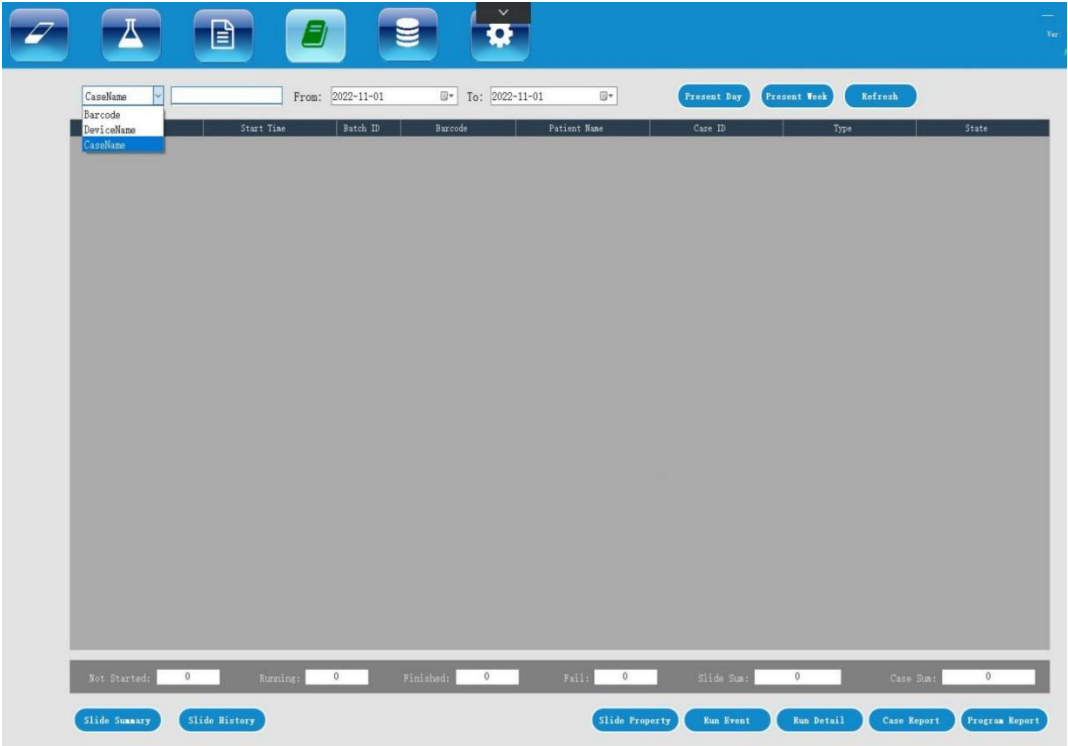 Ver:
CaseName From: 2022-11-01 To: 2022-11-01 Present Day Present Week Refresh
Barcode
DeviceName
CaseName
Start Time Batch ID Barcode Patient Name Case ID Type State
Not Started: 0 Running: 0 Finished: 0 Fail: 0 Slide Sum: 0 Case Sum: 0
Slide Summary Slide History Slide Property Run Event Run Detail Case Report Program Report